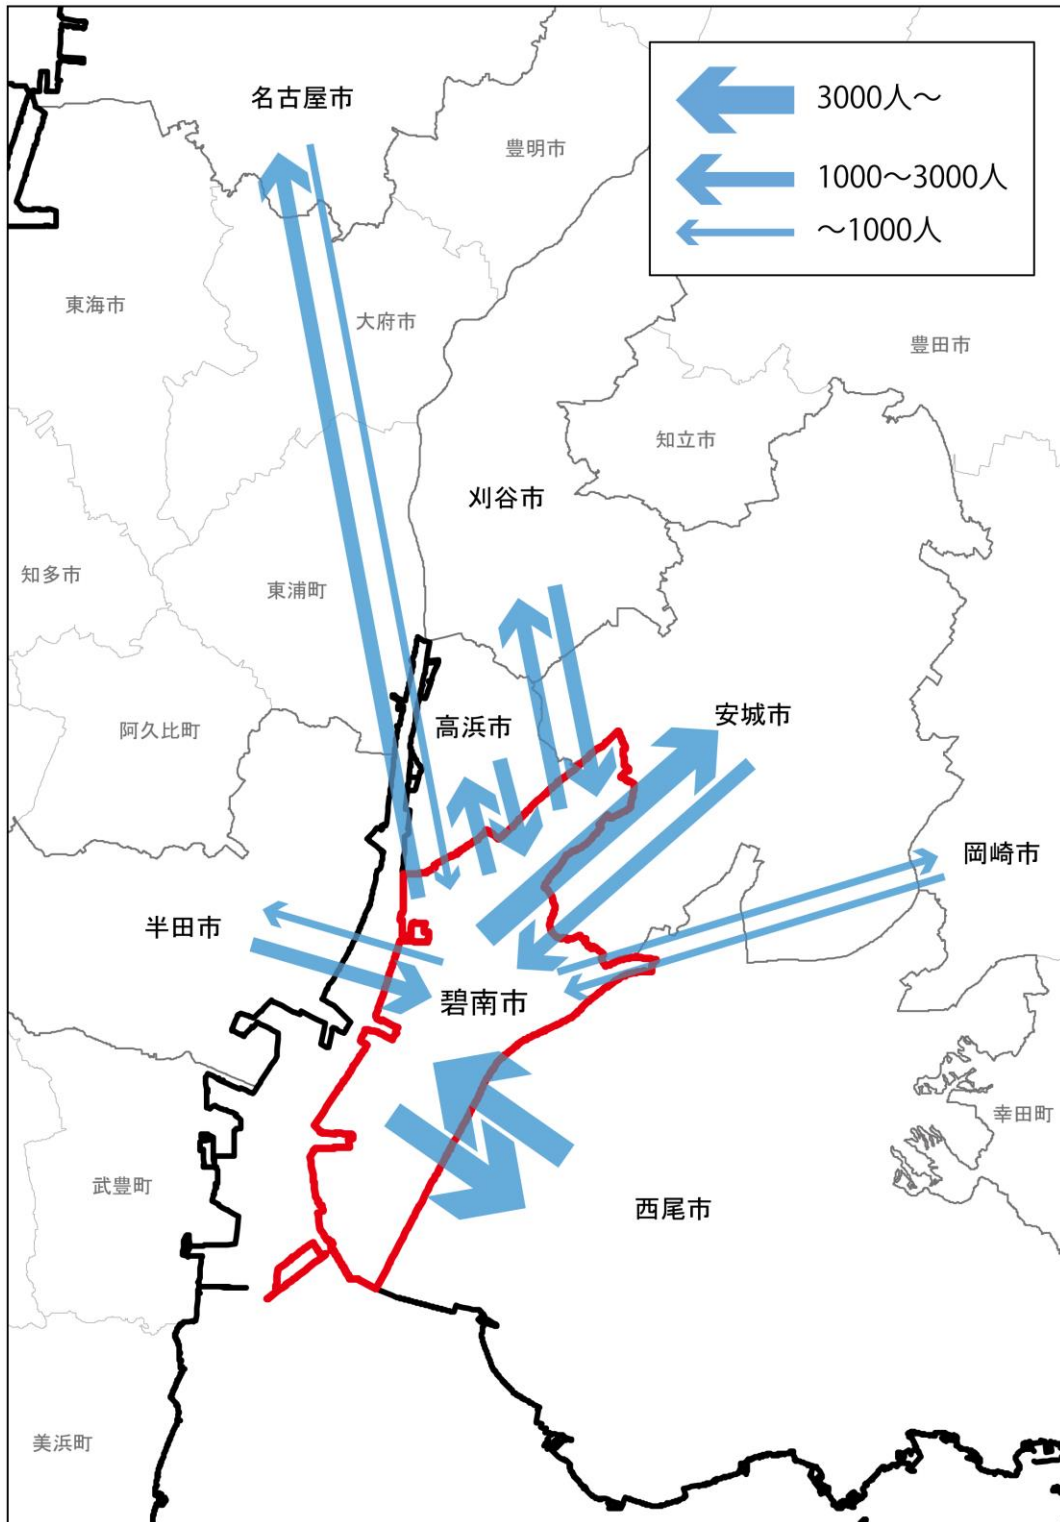 名古屋市
3000人～
1000～3000人
～1000人
豊明市
東海市
大府市
豊田市
知立市
刈谷市
知多市
東浦町
阿久比町
高浜市
安城市
岡崎市
半田市
碧南市
幸田町
武豊町
西尾市
美浜町